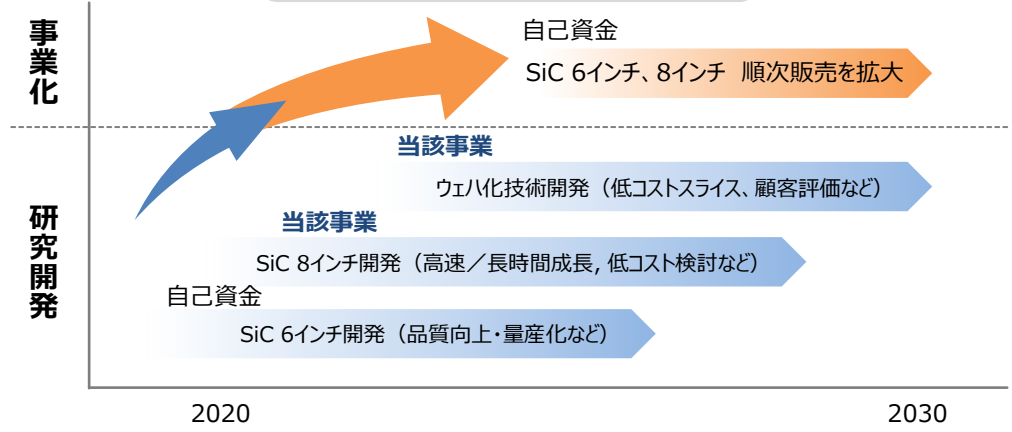 事業化
自己資金
SiC 6インチ、8インチ 順次販売を拡大
研究開発
当該事業
ウェハ化技術開発（低コストスライス、顧客評価など）
当該事業
SiC 8インチ開発（高速／長時間成長, 低コスト検討など）
自己資金
SiC 6インチ開発（品質向上・量産化など）
2020
2030